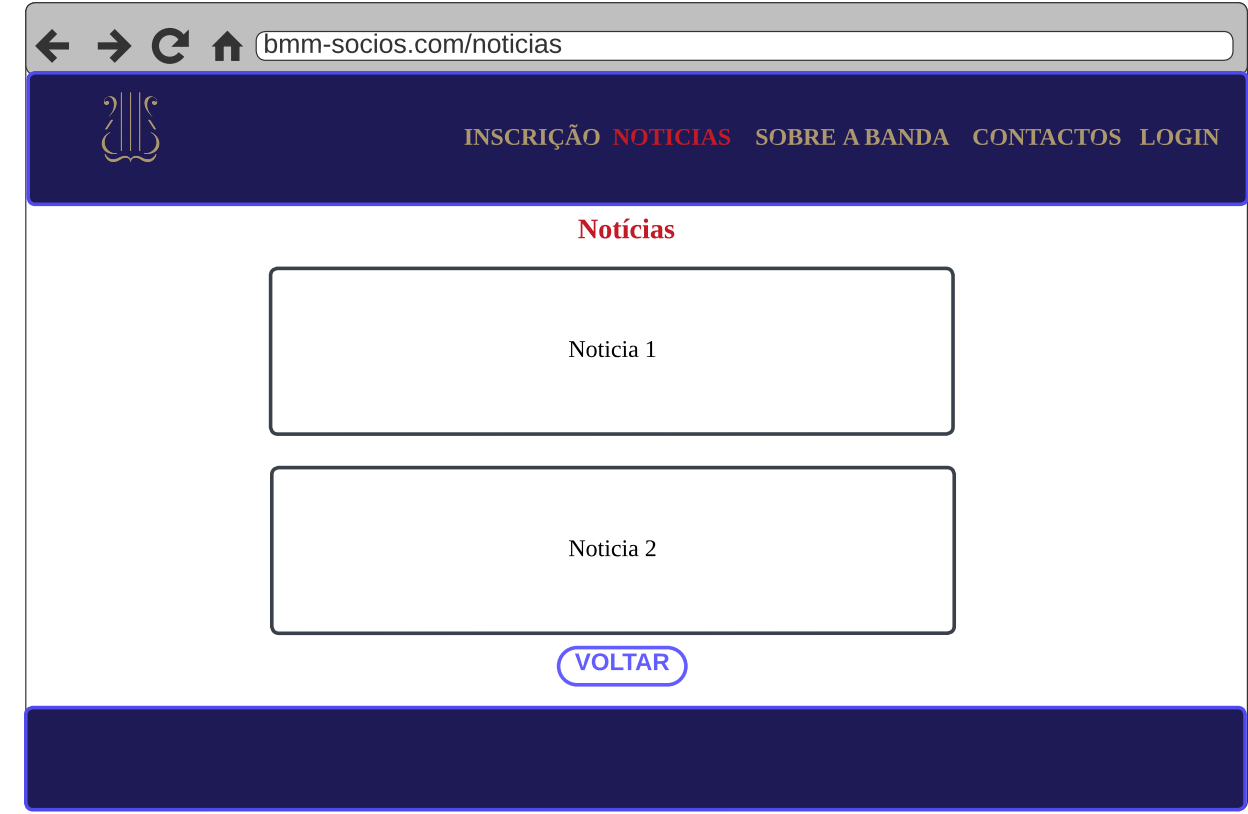 bmm-socios.com/noticias
INSCRIÇÃO NOTICIAS SOBRE A BANDA CONTACTOS LOGIN
Notícias
Noticia 1
Noticia 2
VOLTAR